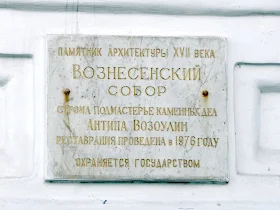 ПАМЯТНИК АРХИТЕКТУРЫ XVII ВЕКА
ВОЗНЕСЕНСКИЙ
СОБОР
СТРОМА ПОДМАСТЕРЬЕ КАМЕННЫХ ДЕЛ
АНТИПА ВОЗОУЛИН
РЕСТАВРАЦИЯ ПРОВЕДЕНА В 1976 ГОДУ
ОХРАНЯЕТСЯ ГОСУДАРСТВОМ